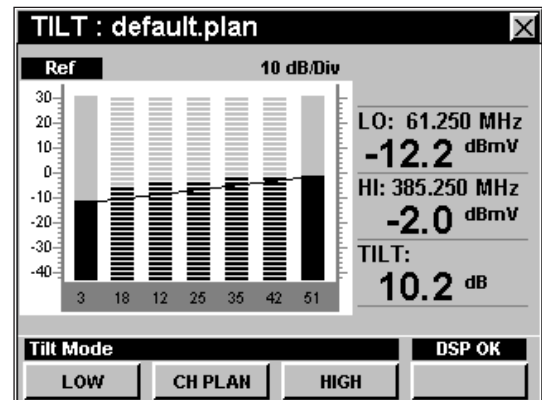 TILT : default.plan
Ref 10 dB/Div
30
20
10
0
-10
-20
-30
-40
3 18 12 25 35 42 51
LO: 61.250 MHz
-12.2 dBmV
HI: 385.250 MHz
-2.0 dBmV
TILT:
10.2 dB
Tilt Mode DSP OK
LOW CH PLAN HIGH